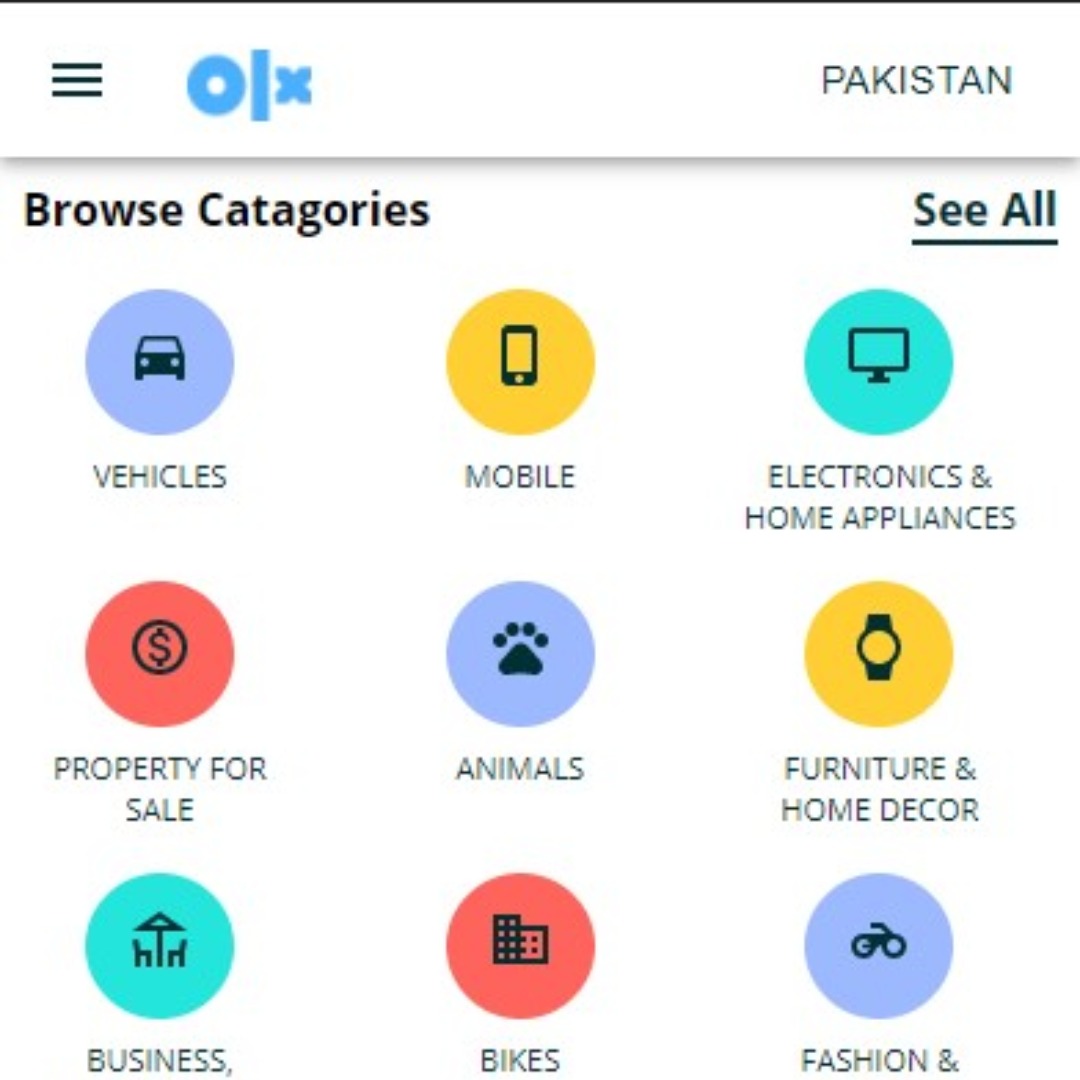 olx
PAKISTAN
Browse Catagories
See All
VEHICLES
MOBILE
ELECTRONICS &
HOME APPLIANCES
PROPERTY FOR
SALE
ANIMALS
FURNITURE &
HOME DECOR
BUSINESS,
BIKES
FASHION &